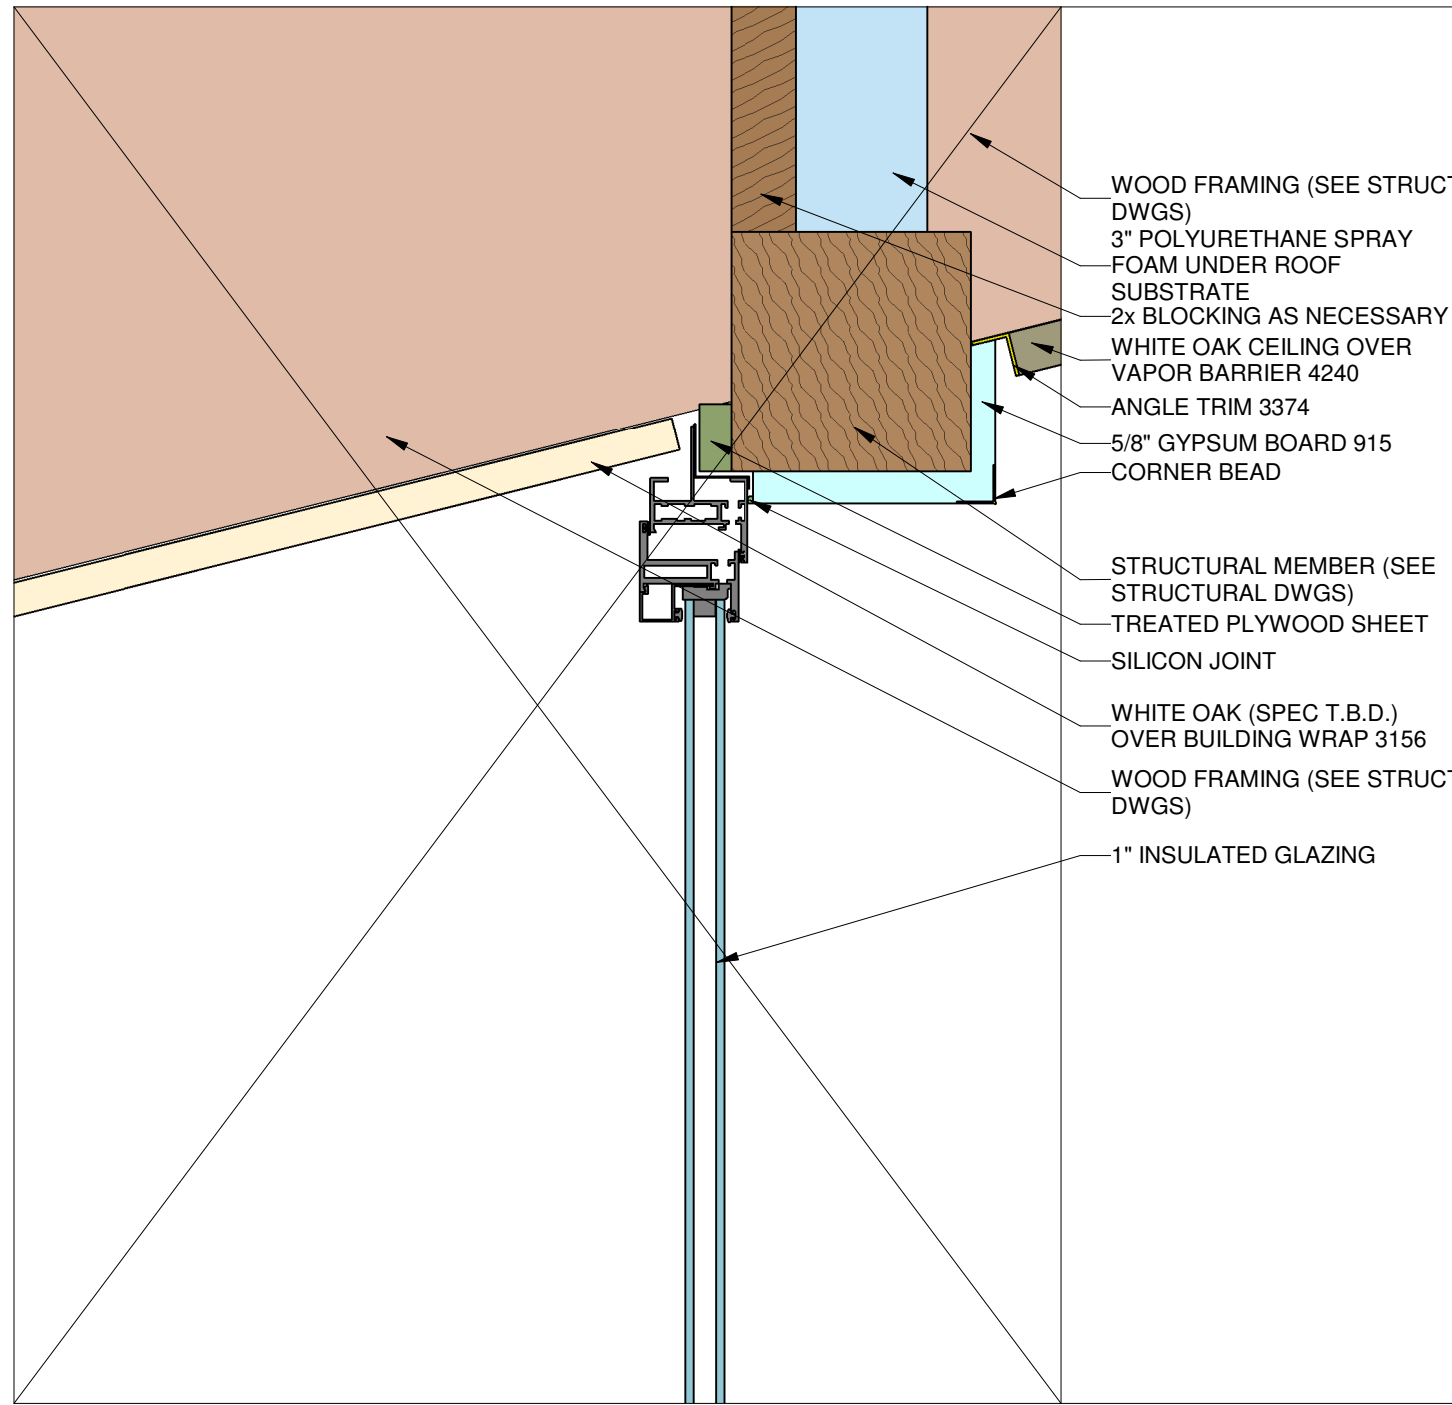 WOOD FRAMING (SEE STRUCT
DWGS)
3" POLYURETHANE SPRAY
FOAM UNDER ROOF
SUBSTRATE
2x BLOCKING AS NECESSARY
WHITE OAK CEILING OVER
VAPOR BARRIER 4240
ANGLE TRIM 3374
5/8" GYPSUM BOARD 915
CORNER BEAD
STRUCTURAL MEMBER (SEE
STRUCTURAL DWGS)
TREATED PLYWOOD SHEET
SILICON JOINT
WHITE OAK (SPEC T.B.D.)
OVER BUILDING WRAP 3156
WOOD FRAMING (SEE STRUCT
DWGS)
1" INSULATED GLAZING